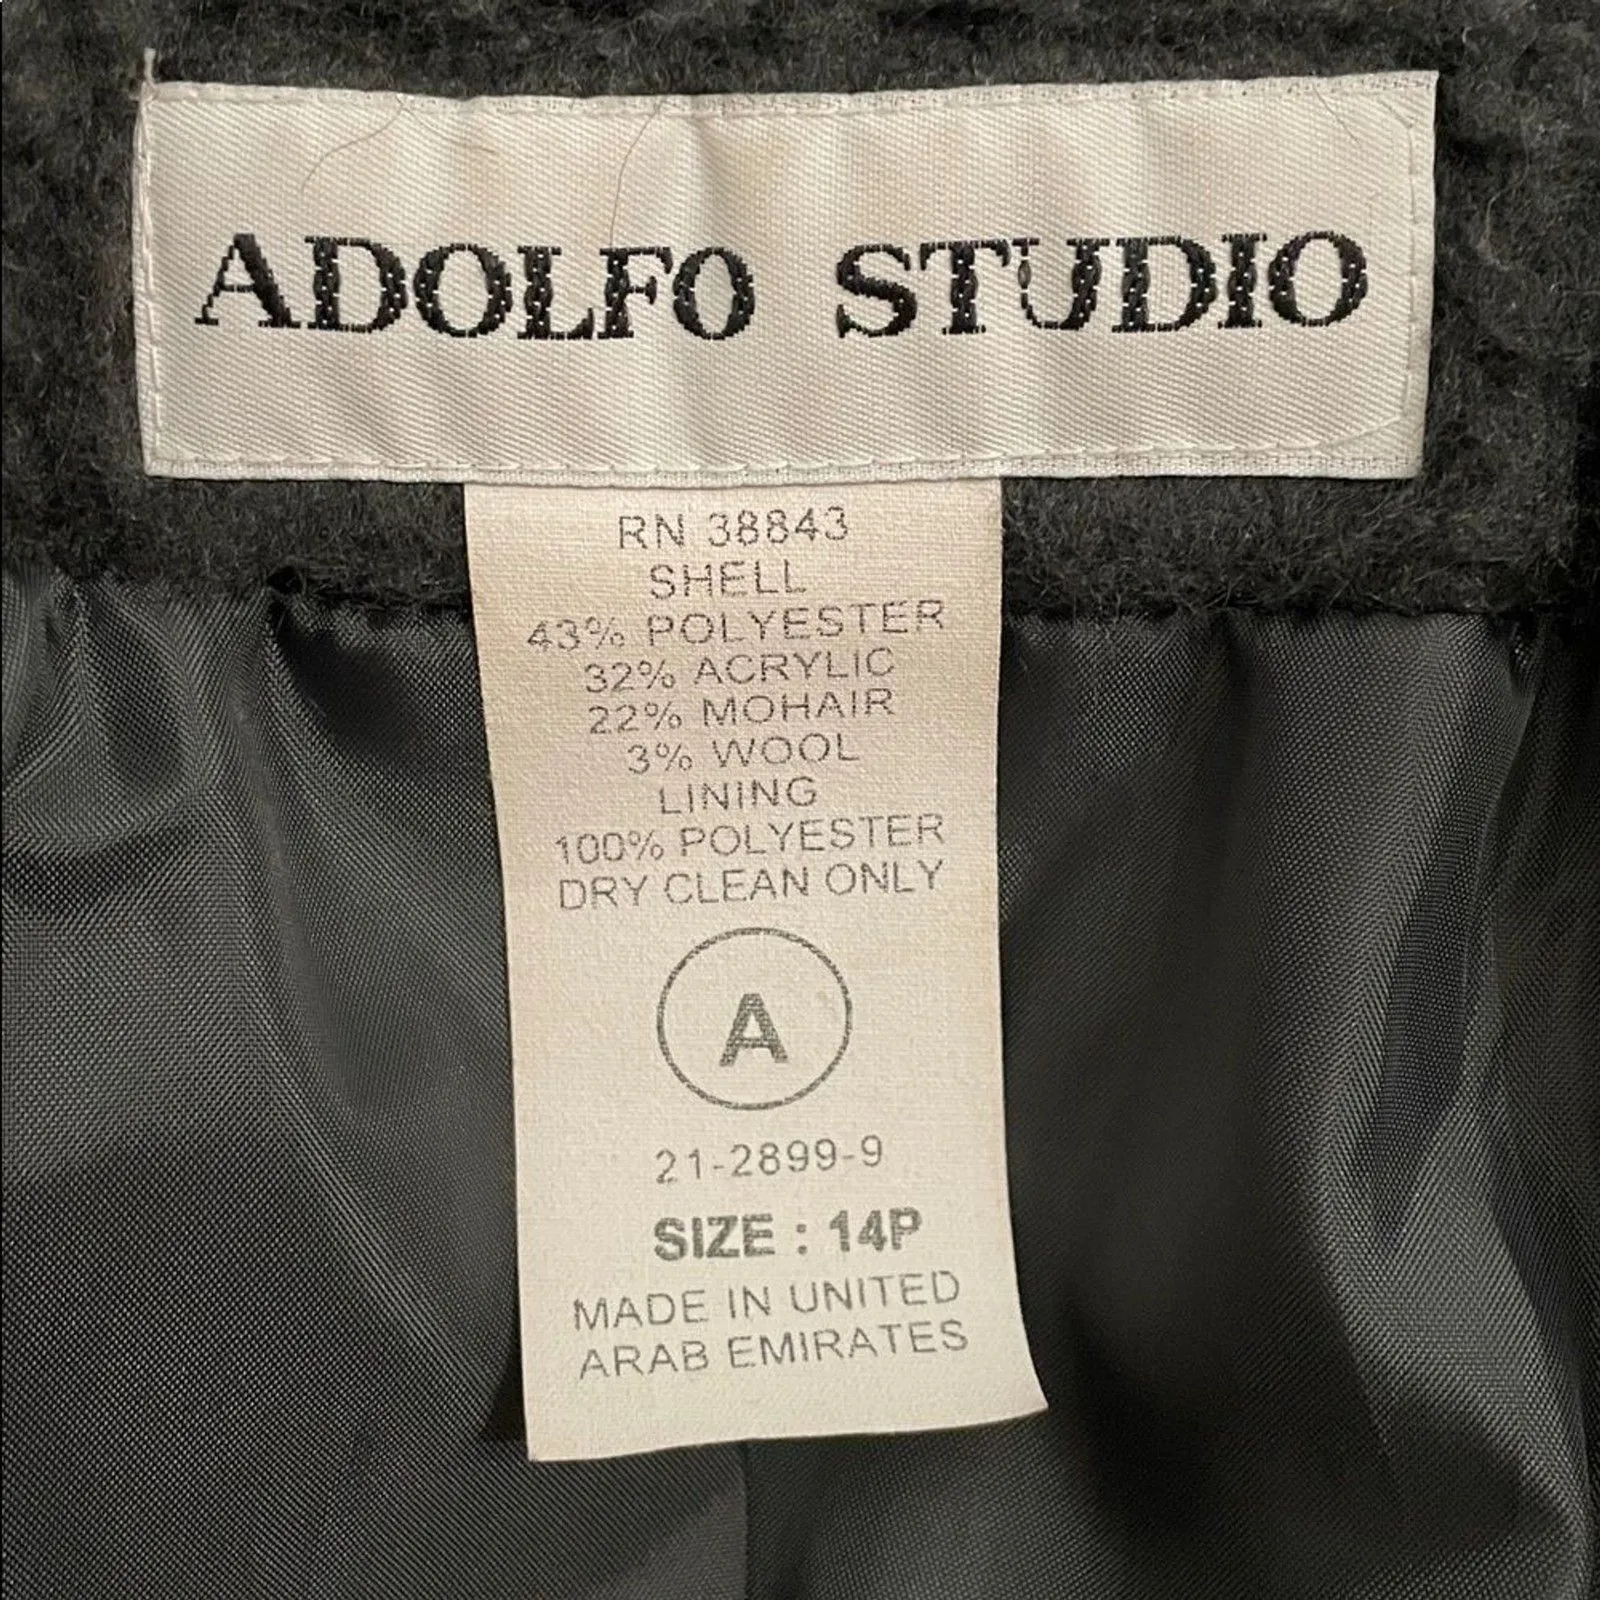 ADOLFO STUDIO
RN 38843
SHELL
43% POLYESTER
32% ACRYLIC
22% MOHAIR
3% WOOL
LINING
100% POLYESTER
DRY CLEAN ONLY
A
21-2899-9
SIZE : 14P
MADE IN UNITED
ARAB EMIRATES